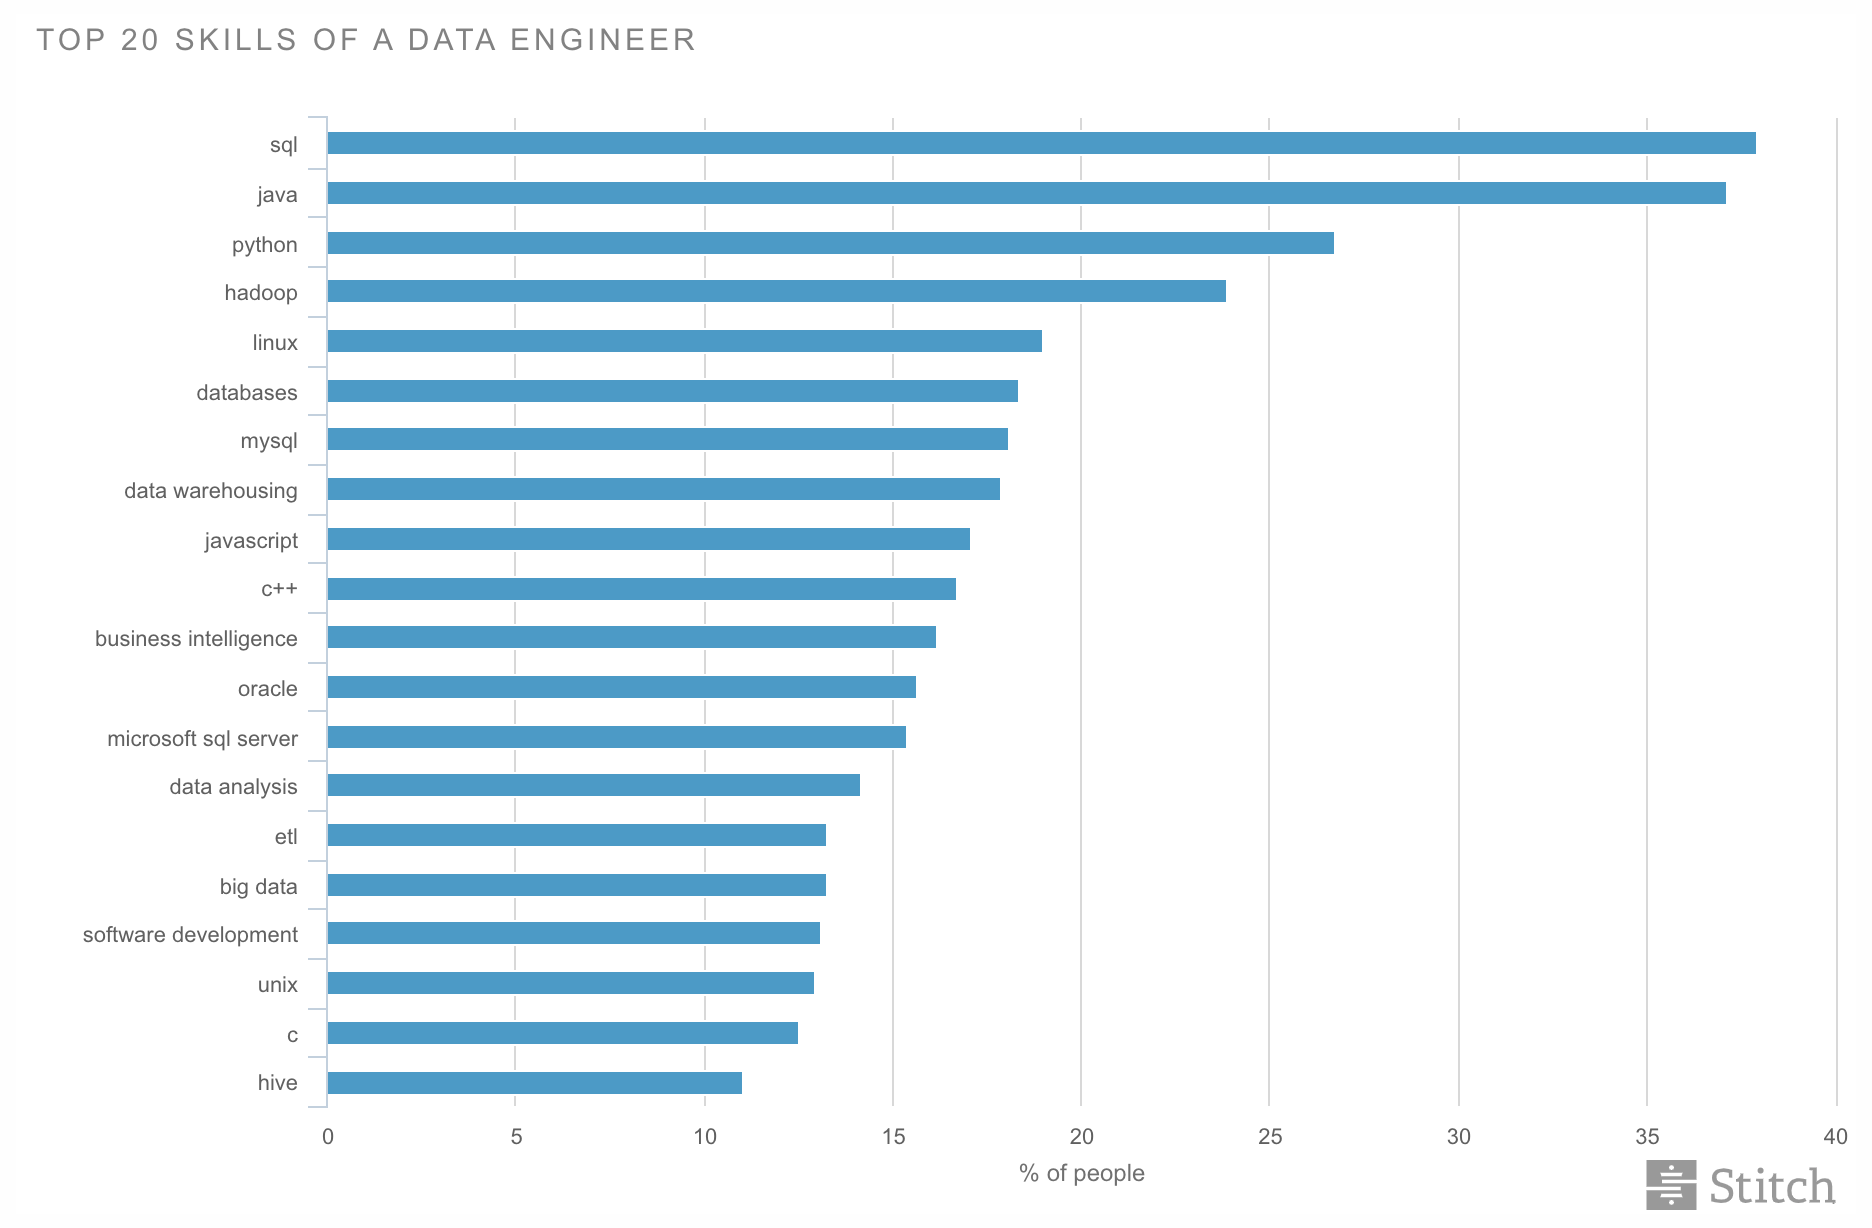 TOP 20 SKILLS OF A DATA ENGINEER
sql
java
python
hadoop
linux
databases
mysql
data warehousing
javascript
c++
business intelligence
oracle
microsoft sql server
data analysis
etl
big data
software development
unix
c
hive
0 5 10 15 20 25 30 35 40
% of people
Stitch